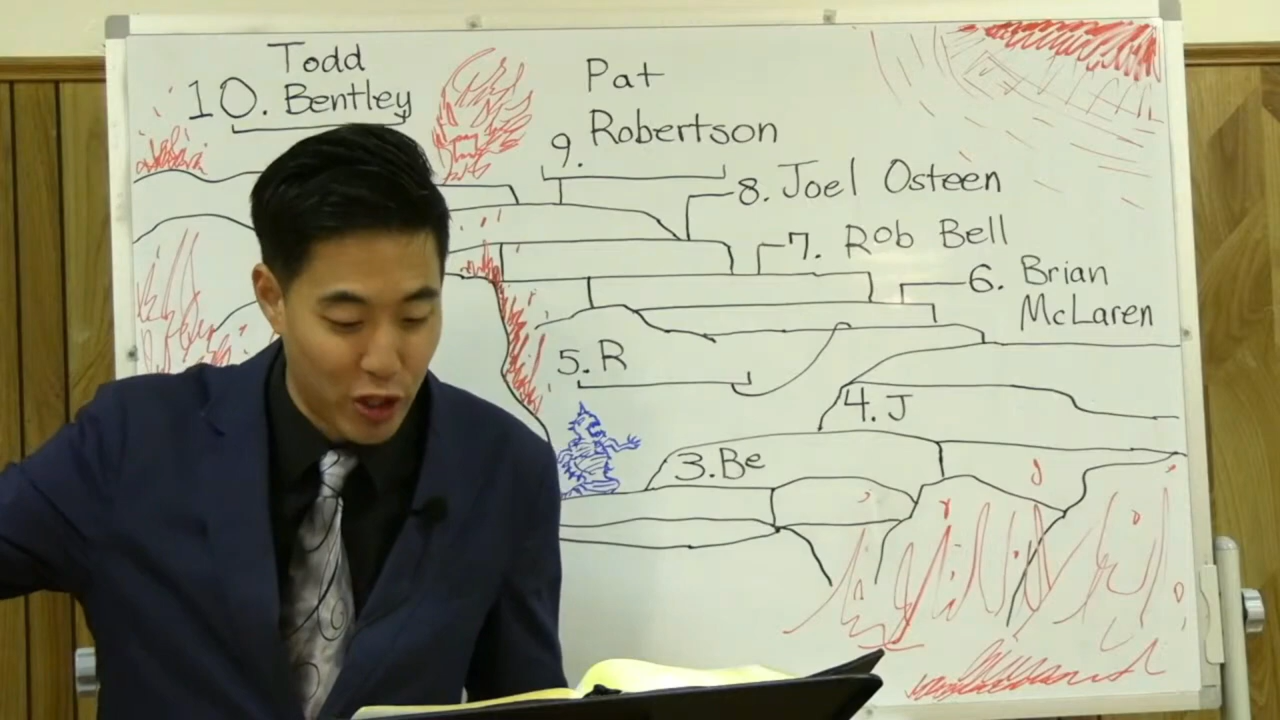 Todd
10. Bentley
Pat
Robertson
9.
8. Joel Osteen
7. Rob Bell
6. Brian
McLaren
5. R
4. J
3. Be